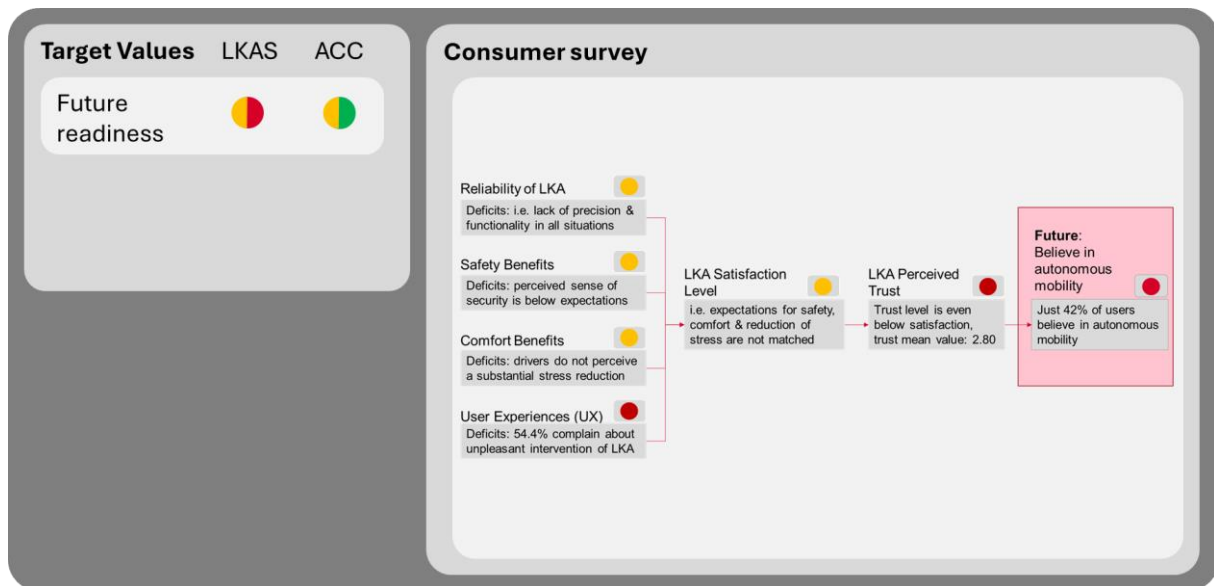 Target Values LKAS ACC
Future
readiness
Consumer survey
Reliability of LKA
Deficits: i.e. lack of precision &
functionality in all situations
Safety Benefits
Deficits: perceived sense of
security is below expectations
Comfort Benefits
Deficits: drivers do not perceive
a substantial stress reduction
User Experiences (UX)
Deficits: 54.4% complain about
unpleasant intervention of LKA
LKA Satisfaction
Level
i.e. expectations for safety,
comfort & reduction of
stress are not matched
LKA Perceived
Trust
Trust level is even
below satisfaction,
trust mean value: 2.80
Future:
Believe in
autonomous
mobility
Just 42% of users
believe in autonomous
mobility